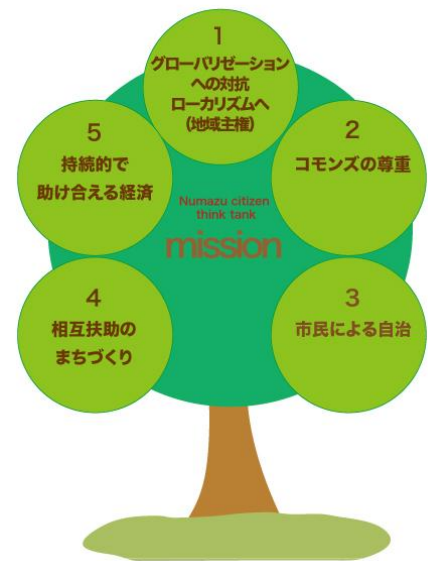 1
グローバリゼーション
への対抗
ローカリズムへ
(地域主権)
2
コモンズの尊重
3
市民による自治
4
相互扶助の
まちづくり
5
持続的で
助け合える経済
Numazu citizen
think tank
mission